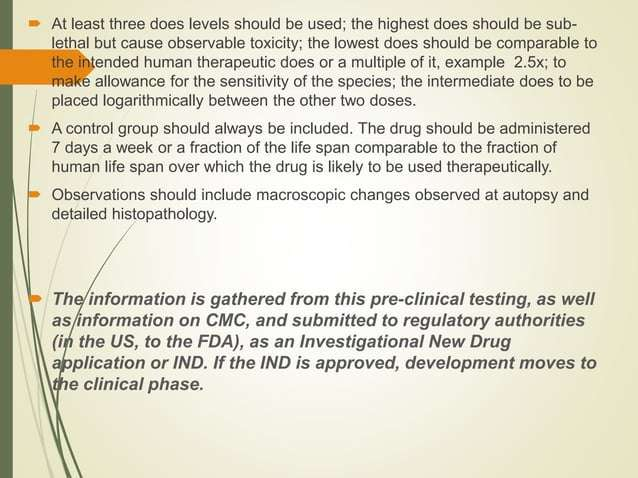 At least three does levels should be used; the highest does should be sub-
lethal but cause observable toxicity; the lowest does should be comparable to
the intended human therapeutic does or a multiple of it, example 2.5x; to
make allowance for the sensitivity of the species; the intermediate does to be
placed logarithmically between the other two doses.
A control group should always be included. The drug should be administered
7 days a week or a fraction of the life span comparable to the fraction of
human life span over which the drug is likely to be used therapeutically.
Observations should include macroscopic changes observed at autopsy and
detailed histopathology.
The information is gathered from this pre-clinical testing, as well
as information on CMC, and submitted to regulatory authorities
(in the US, to the FDA), as an Investigational New Drug
application or IND. If the IND is approved, development moves to
the clinical phase.